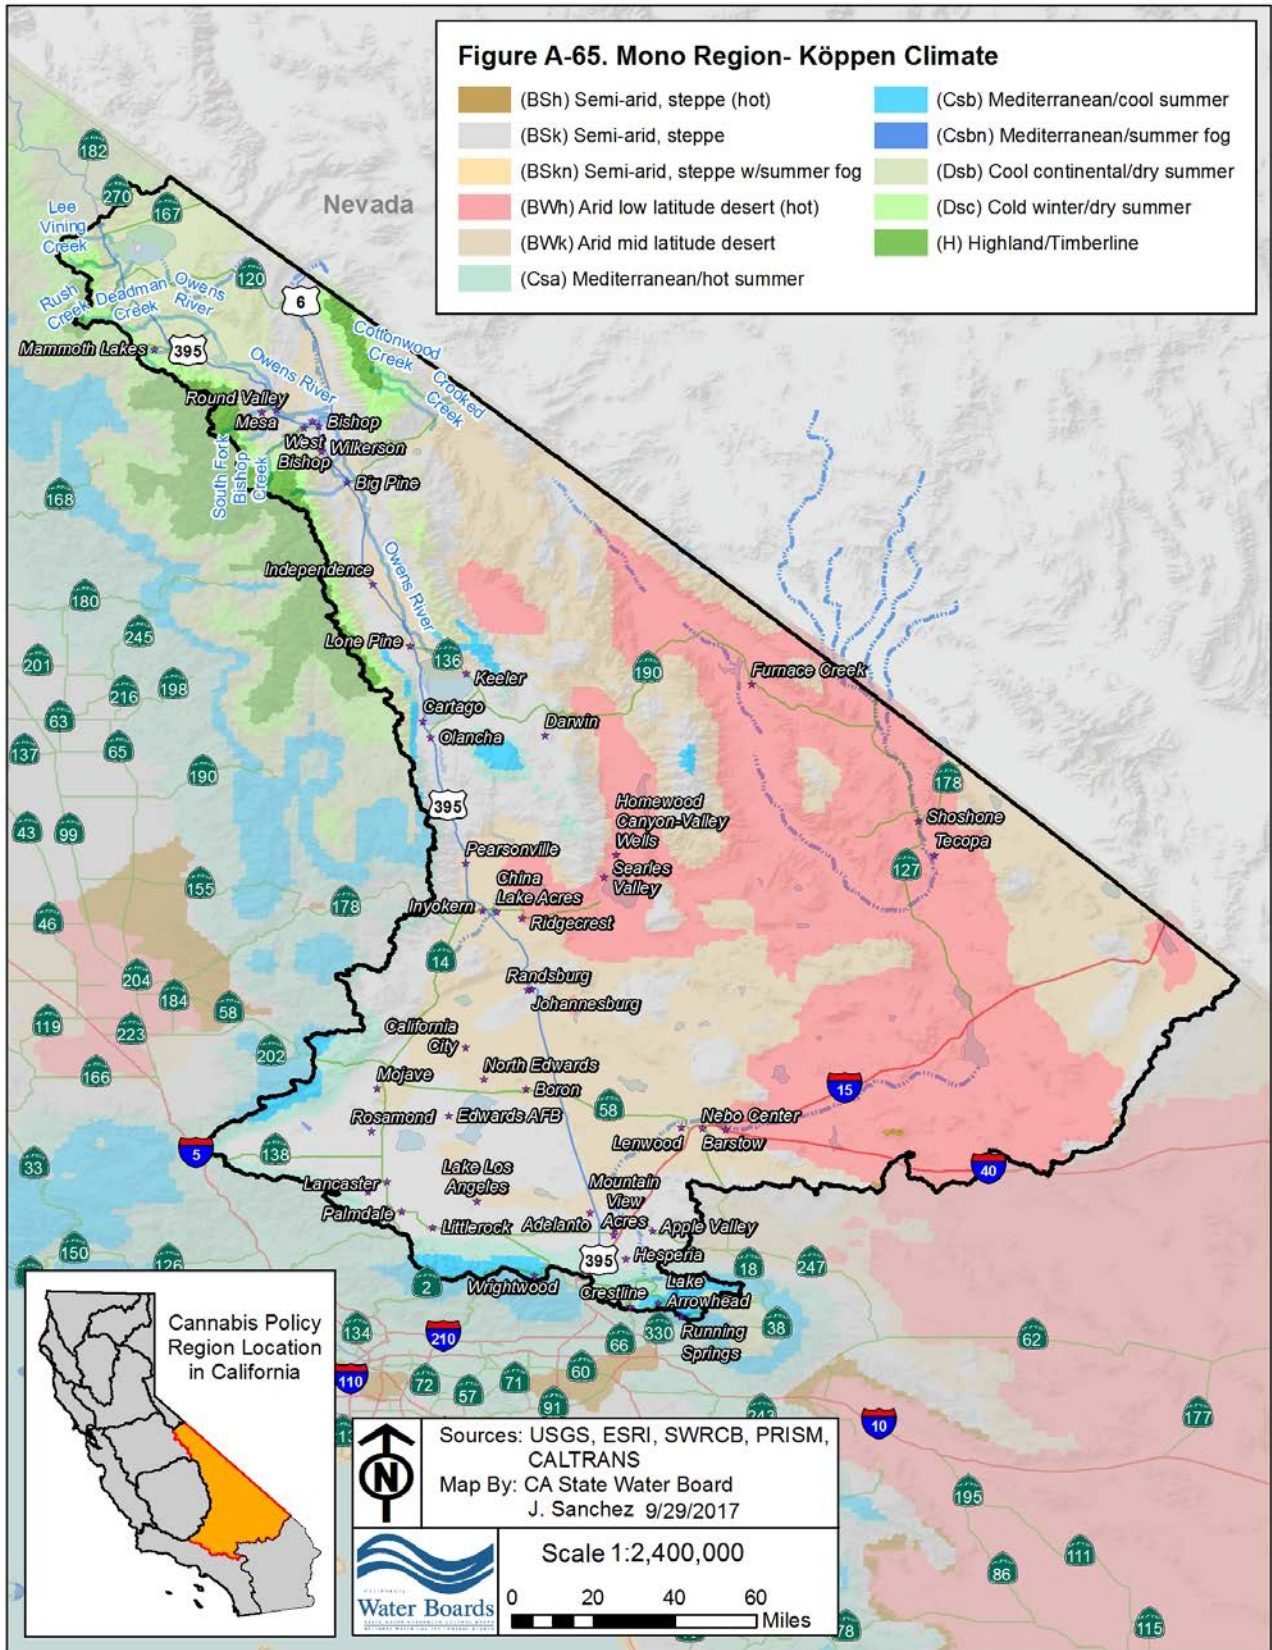 Figure A-65. Mono Region- Köppen Climate
(BSh) Semi-arid, steppe (hot)
(BSk) Semi-arid, steppe
(BSkn) Semi-arid, steppe w/summer fog
(BWh) Arid low latitude desert (hot)
(BWk) Arid mid latitude desert
(Csa) Mediterranean/hot summer
(Csb) Mediterranean/cool summer
(Csbn) Mediterranean/summer fog
(Dsb) Cool continental/dry summer
(Dsc) Cold winter/dry summer
(H) Highland/Timberline
182
270
167
Nevada
Lee
Vining
Creek
120
6
Rush
Creek
Deadman
Creek
Owens
River
Mammoth Lakes
395
Cottonwood
Creek
Crooked
Creek
Owens River
Round Valley
Mesa
Bishop
West
Bishop
Wilkerson
South Fork
Bishop
Creek
Big Pine
168
Owens River
Independence
180
245
Lone Pine
136
201
216
198
Keeler
190
Furnace Creek
63
Cartago
Darwin
137
65
Olancha
190
178
395
Homewood
Canyon-Valley
Wells
Shoshone
43
99
Tecopa
Pearsonville
Searles
Valley
127
155
China
Lake Acres
178
Inyokern
Ridgecrest
46
14
204
Randsburg
Johannesburg
184
58
119
223
California
City
202
166
Mojave
North Edwards
Boron
15
58
Rosamond
Edwards AFB
Nebo Center
Lenwood
Barstow
5
138
33
40
Lake Los
Angeles
Mountain
View
Acres
Lancaster
Palmdale
Littlerock
Adelanto
Apple Valley
150
126
395
Hesperia
18
247
2
Wrightwood
Crestline
Lake
Arrowhead
134
210
66
330
38
Running
Springs
62
110
72
57
71
60
91
243
10
177
195
111
86
115
78
Cannabis Policy
Region Location
in California
N
Sources: USGS, ESRI, SWRCB, PRISM,
CALTRANS
Map By: CA State Water Board
J. Sanchez 9/29/2017
CALIFORNIA
Water Boards
Scale 1:2,400,000
0 20 40 60
Miles